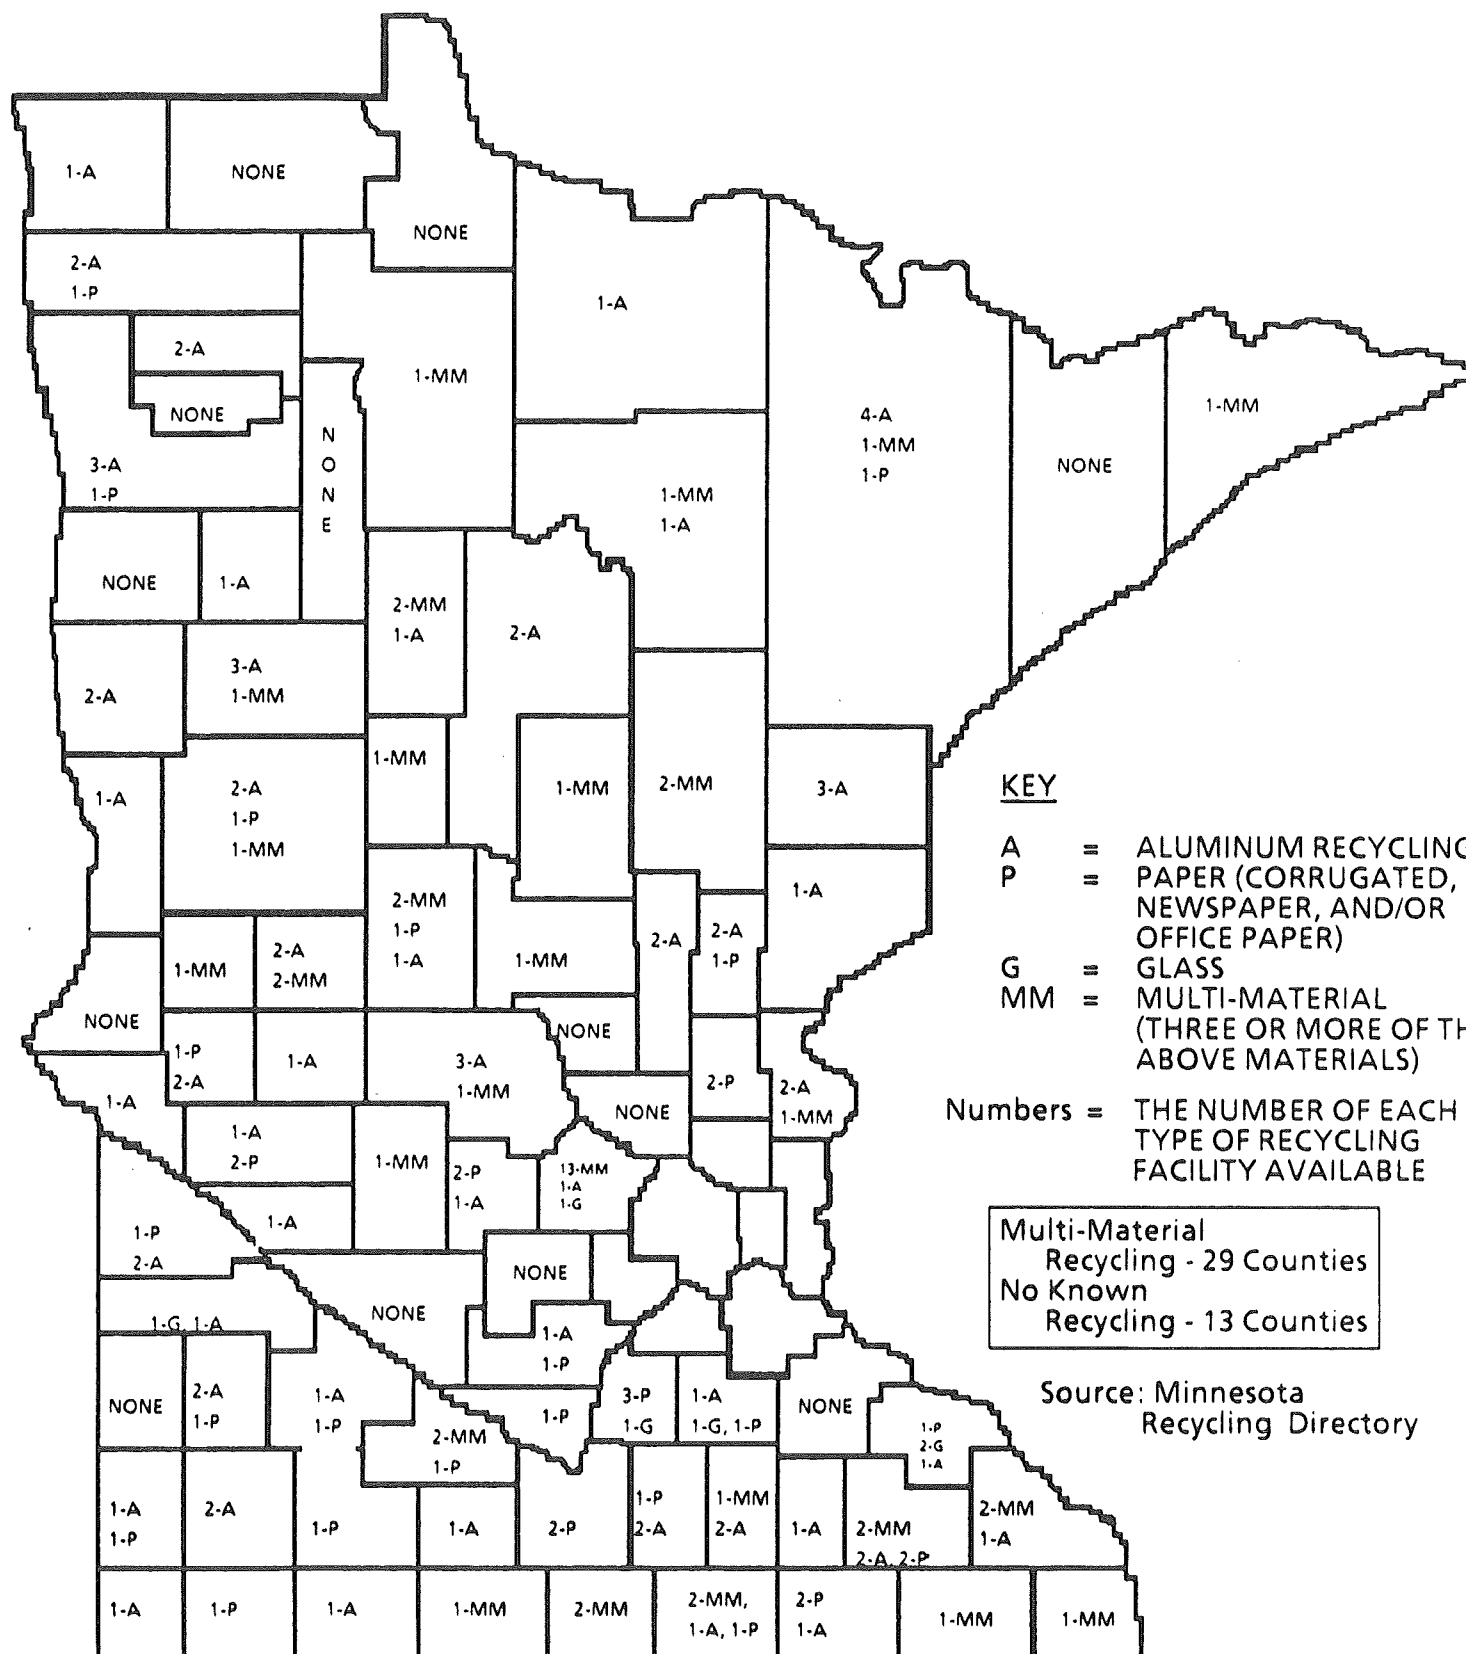 1-A
NONE
NONE
2-A
1-P
1-A
2-A
1-MM
NONE
4-A
1-MM
1-P
1-MM
NONE
N
O
N
E
3-A
1-P
1-MM
1-A
NONE
1-A
2-MM
1-A
2-A
3-A
1-MM
2-A
1-MM
1-A
2-A
1-P
1-MM
1-MM
2-MM
3-A
2-MM
1-P
1-A
1-A
2-A
2-A
1-P
1-MM
1-MM
2-A
2-MM
NONE
NONE
1-P
2-A
1-A
3-A
1-MM
2-P
2-A
1-MM
1-A
NONE
1-A
2-P
1-MM
2-P
1-A
13-MM
1-A
1-G
1-A
1-P
2-A
NONE
NONE
1-G, 1-A
1-A
1-P
NONE
2-A
1-P
1-A
1-P
1-P
3-P
1-G
1-A
1-G, 1-P
NONE
2-MM
1-P
1-P
2-G
1-A
1-A
1-P
2-A
1-P
1-A
2-P
1-P
2-A
1-MM
2-A
1-A
2-MM
2-A, 2-P
2-MM
1-A
1-A
1-P
1-A
1-MM
2-MM
2-MM,
1-A, 1-P
2-P
1-A
1-MM
1-MM
KEY
A = ALUMINUM RECYCLING
P = PAPER (CORRUGATED,
NEWSPAPER, AND/OR
OFFICE PAPER)
G = GLASS
MM = MULTI-MATERIAL
(THREE OR MORE OF TH
ABOVE MATERIALS)
Numbers = THE NUMBER OF EACH
TYPE OF RECYCLING
FACILITY AVAILABLE
Multi-Material
Recycling - 29 Counties
No Known
Recycling - 13 Counties
Source: Minnesota
Recycling Directory